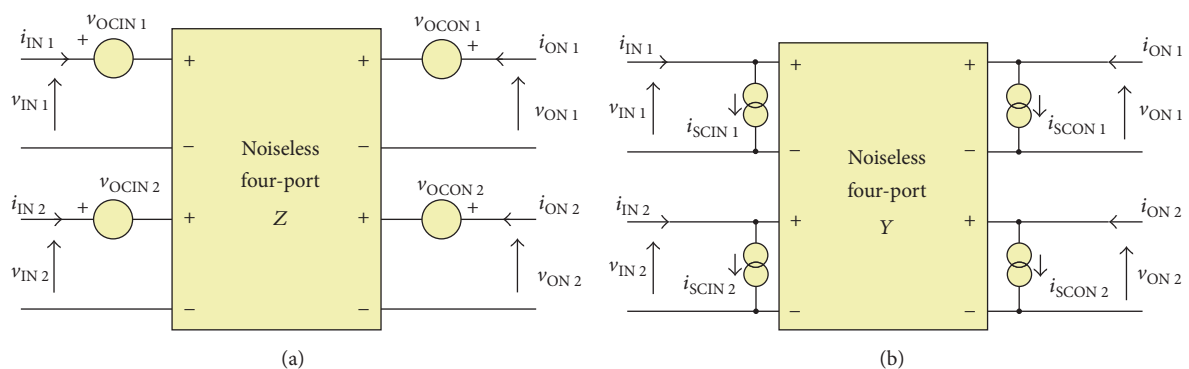 v_OCIN 1
v_OCON 1
i_IN 1 + + + + i_ON 1
v_IN 1
v_ON 1
− −
Noiseless
four-port
Z
v_OCIN 2
v_OCON 2
i_IN 2 + + + + i_ON 2
v_IN 2
v_ON 2
− −
(a)
i_IN 1 + + i_ON 1
v_IN 1
i_SCIN 1
i_SCON 1
v_ON 1
− −
Noiseless
four-port
Y
i_IN 2 + + i_ON 2
v_IN 2
i_SCIN 2
i_SCON 2
v_ON 2
− −
(b)